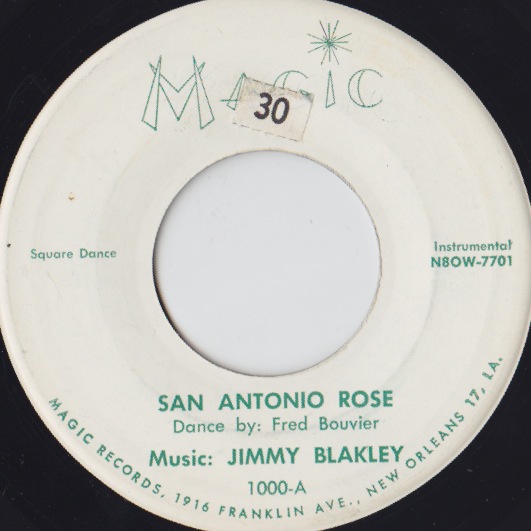 MAGIC
30
Square Dance
Instrumental
N8OW-7701
SAN ANTONIO ROSE
Dance by: Fred Bouvier
Music: JIMMY BLAKLEY
1000-A
MAGIC RECORDS, 1916 FRANKLIN AVE., NEW ORLEANS 17, LA.